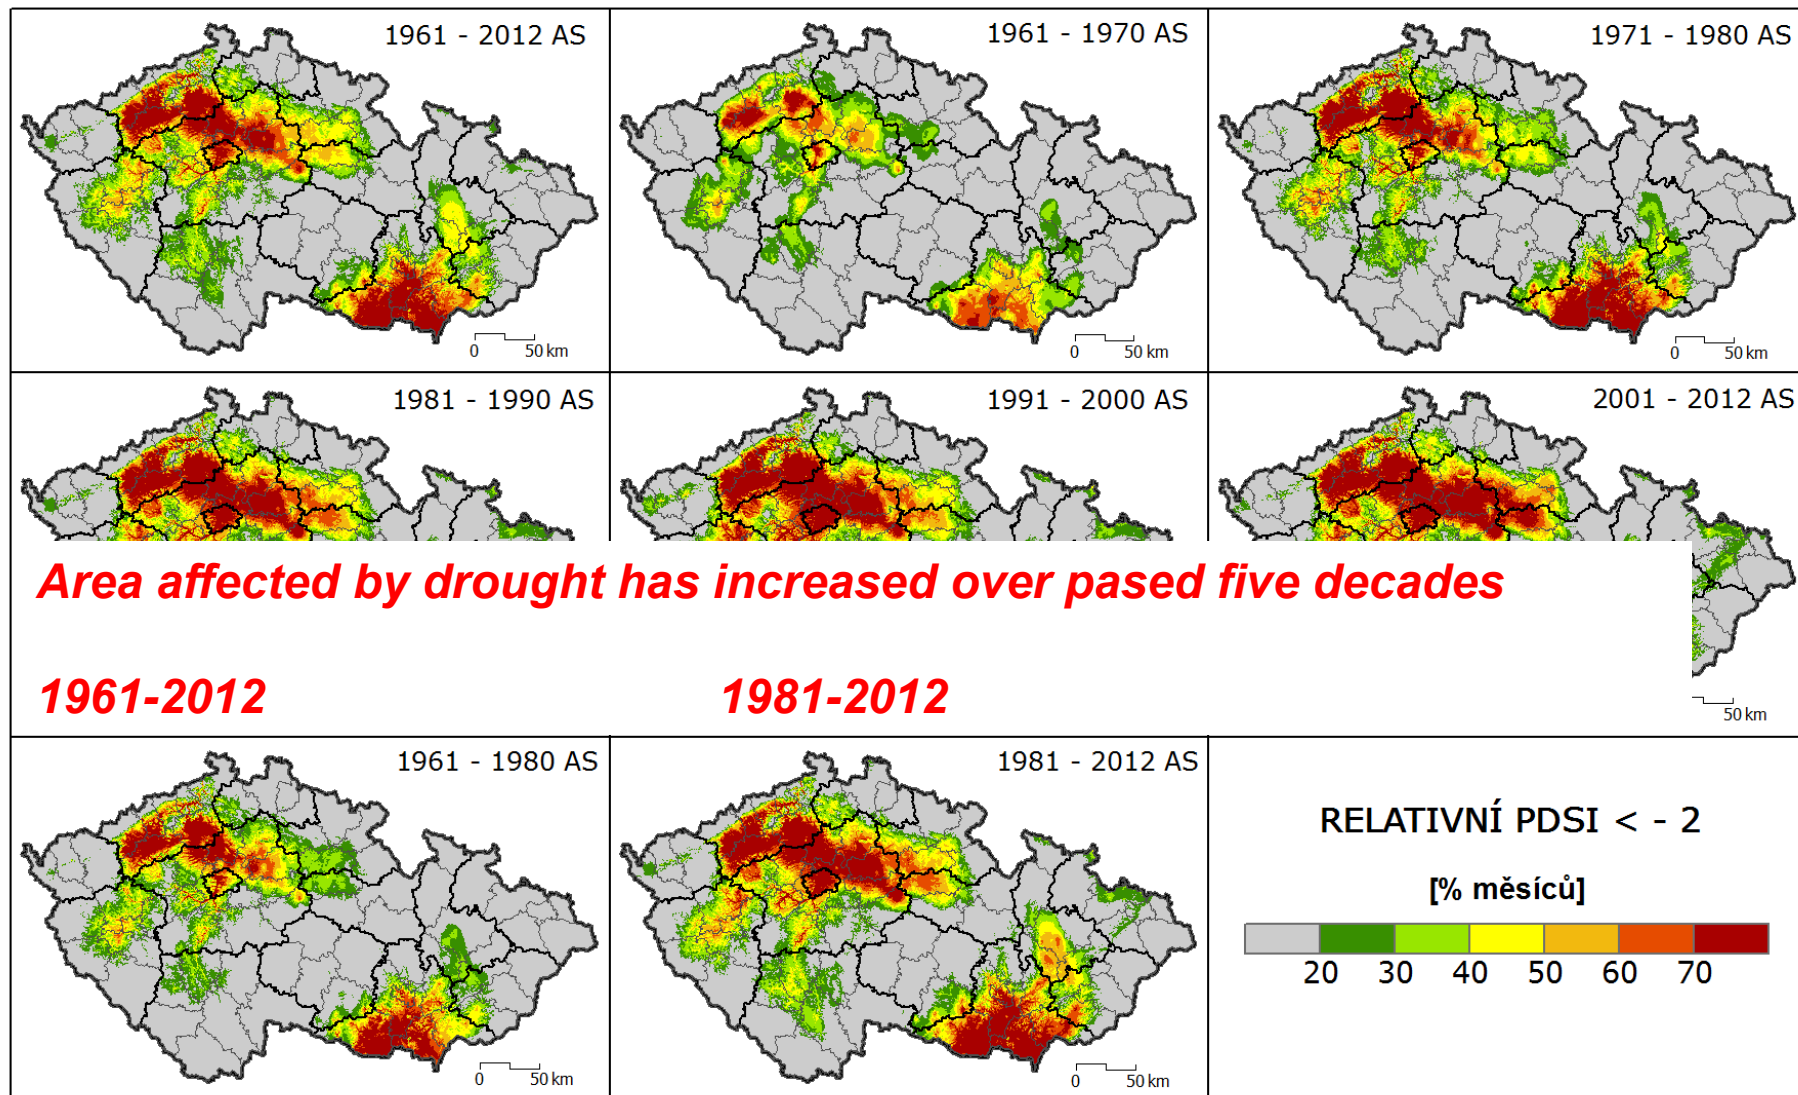 1961 - 2012 AS
1961 - 1970 AS
1971 - 1980 AS
0 50 km
0 50 km
0 50 km
1981 - 1990 AS
1991 - 2000 AS
2001 - 2012 AS
Area affected by drought has increased over pased five decades
1961-2012
1981-2012
50 km
1961 - 1980 AS
1981 - 2012 AS
RELATIVNÍ PDSI < - 2
[% měsíců]
20 30 40 50 60 70
0 50 km
0 50 km